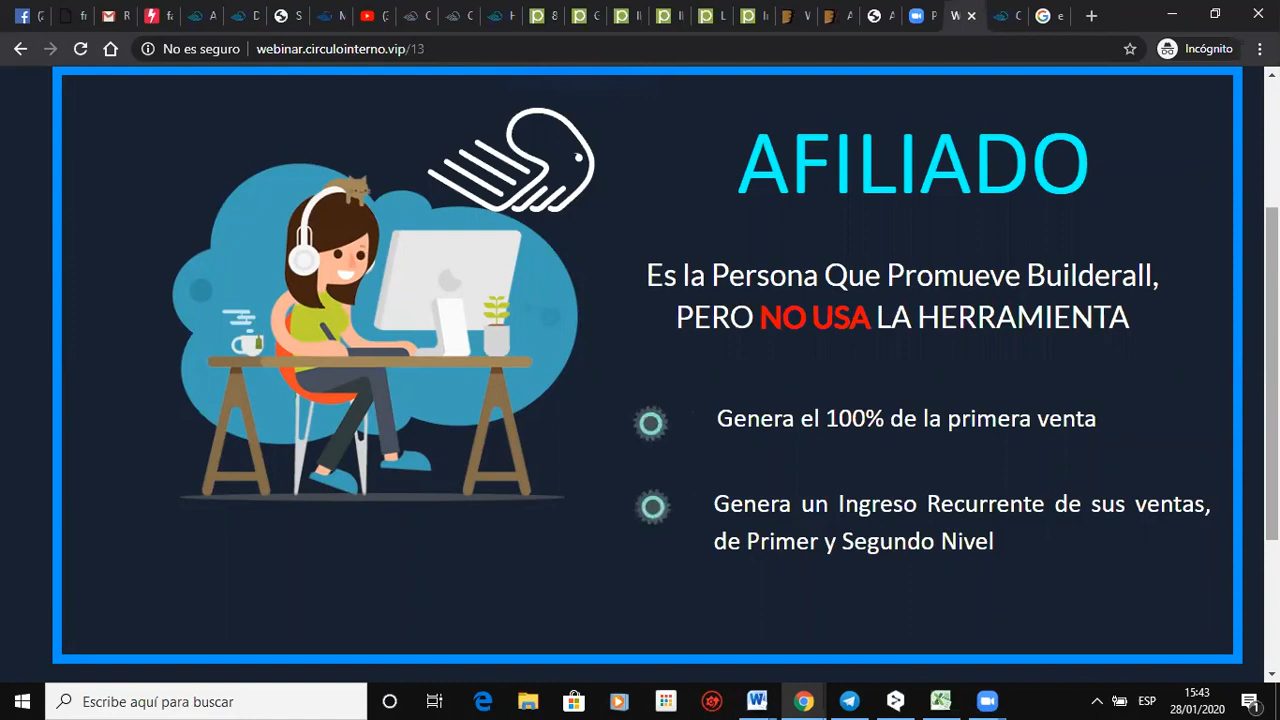 No es seguro
webinar.circulointerno.vip/13
Incógnito
AFILIADO
Es la Persona Que Promueve Builderall,
PERO NO USA LA HERRAMIENTA
Genera el 100% de la primera venta
Genera un Ingreso Recurrente de sus ventas,
de Primer y Segundo Nivel
Escribe aquí para buscar
ESP
15:43
28/01/2020